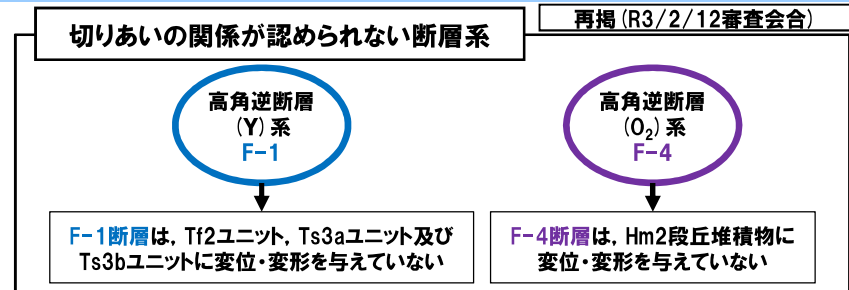 再掲(R3/2/12審査会合)
切りあいの関係が認められない断層系
高角逆断層
(Y)系
F-1
高角逆断層
(O₂)系
F-4
F-1断層は, Tf2ユニット, Ts3aユニット及び
Ts3bユニットに変位・変形を与えていない
F-4断層は, Hm2段丘堆積物に
変位・変形を与えていない